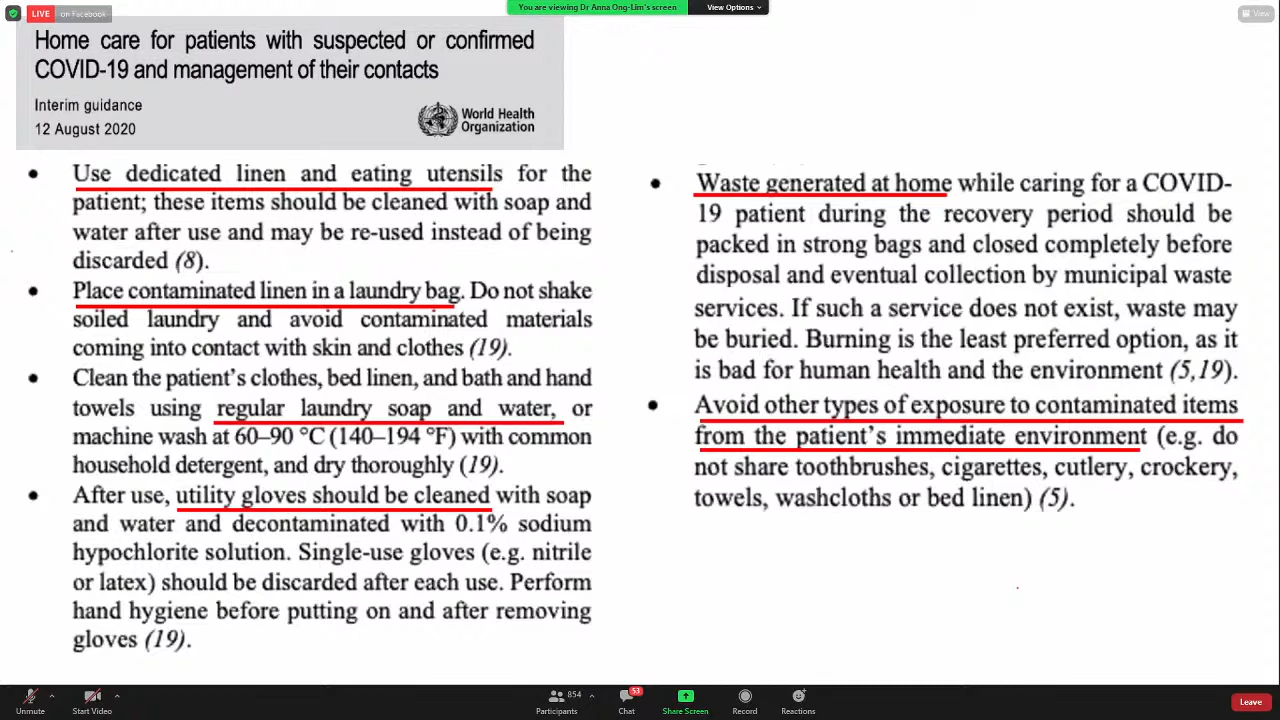 LIVE on Facebook
You are viewing Dr Anna Ong-Lim's screen
View Options
View
Home care for patients with suspected or confirmed
COVID-19 and management of their contacts
Interim guidance
12 August 2020
World Health
Organization
• Use dedicated linen and eating utensils for the
patient; these items should be cleaned with soap and
water after use and may be re-used instead of being
discarded (8).
• Place contaminated linen in a laundry bag. Do not shake
soiled laundry and avoid contaminated materials
coming into contact with skin and clothes (19).
• Clean the patient's clothes, bed linen, and bath and hand
towels using regular laundry soap and water, or
machine wash at 60–90 °C (140–194 °F) with common
household detergent, and dry thoroughly (19).
• After use, utility gloves should be cleaned with soap
and water and decontaminated with 0.1% sodium
hypochlorite solution. Single-use gloves (e.g. nitrile
or latex) should be discarded after each use. Perform
hand hygiene before putting on and after removing
gloves (19).
• Waste generated at home while caring for a COVID-
19 patient during the recovery period should be
packed in strong bags and closed completely before
disposal and eventual collection by municipal waste
services. If such a service does not exist, waste may
be buried. Burning is the least preferred option, as it
is bad for human health and the environment (5,19).
• Avoid other types of exposure to contaminated items
from the patient's immediate environment (e.g. do
not share toothbrushes, cigarettes, cutlery, crockery,
towels, washcloths or bed linen) (5).
Unmute
Start Video
854
Participants
53
Chat
Share Screen
Record
Reactions
Leave